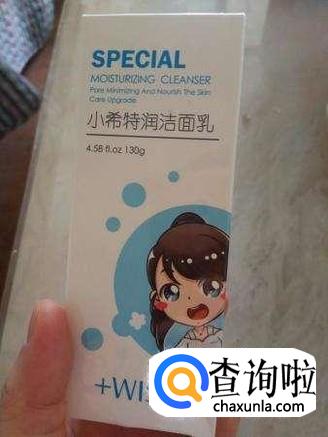 SPECIAL
MOISTURIZING CLEANSER
Pore Minimizing And Nourish The Skin
Care Upgrade
小希特润洁面乳
4.58 fl.oz 130g
+WIS
查询啦
chaxunla.com